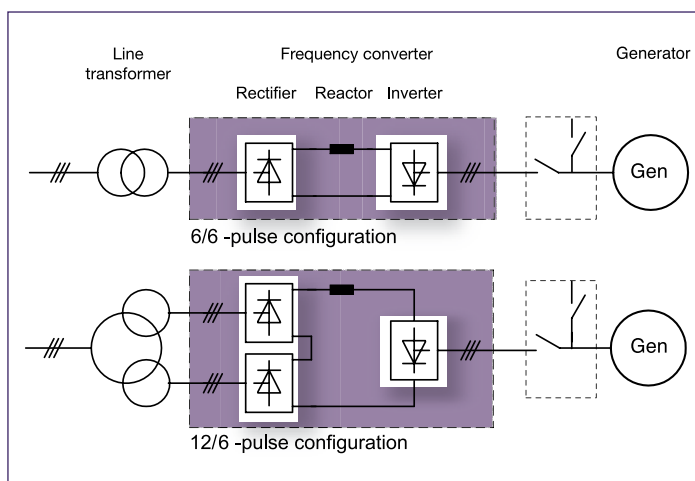 Line
transformer
Frequency converter
Generator
Rectifier
Reactor
Inverter
Gen
6/6 -pulse configuration
Gen
12/6 -pulse configuration